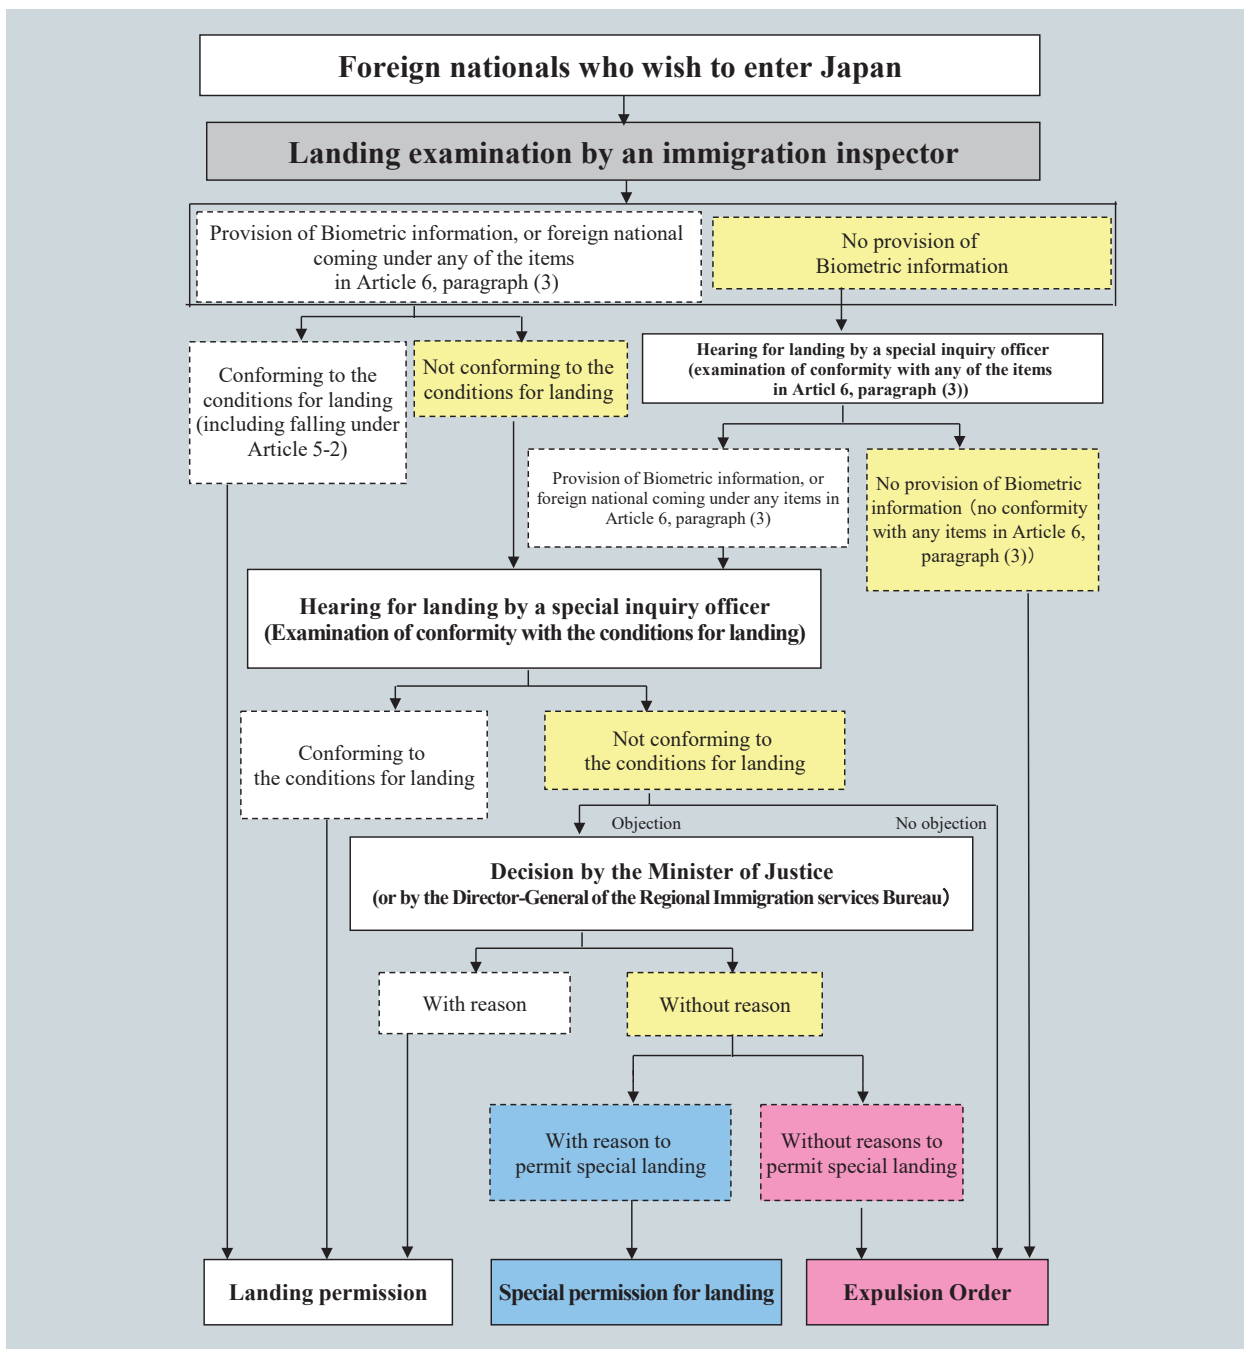 Foreign nationals who wish to enter Japan
Landing examination by an immigration inspector
Provision of Biometric information, or foreign national
coming under any of the items
in Article 6, paragraph (3)
No provision of
Biometric information
Conforming to the
conditions for landing
(including falling under
Article 5-2)
Not conforming to the
conditions for landing
Hearing for landing by a special inquiry officer
(examination of conformity with any of the items
in Articl 6, paragraph (3))
Provision of Biometric information, or
foreign national coming under any items in
Article 6, paragraph (3)
No provision of Biometric
information（no conformity
with any items in Article 6,
paragraph (3)）
Hearing for landing by a special inquiry officer
(Examination of conformity with the conditions for landing)
Conforming to
the conditions for landing
Not conforming to
the conditions for landing
Objection
No objection
Decision by the Minister of Justice
(or by the Director-General of the Regional Immigration services Bureau）
With reason
Without reason
With reason to
permit special landing
Without reasons to
permit special landing
Landing permission
Special permission for landing
Expulsion Order